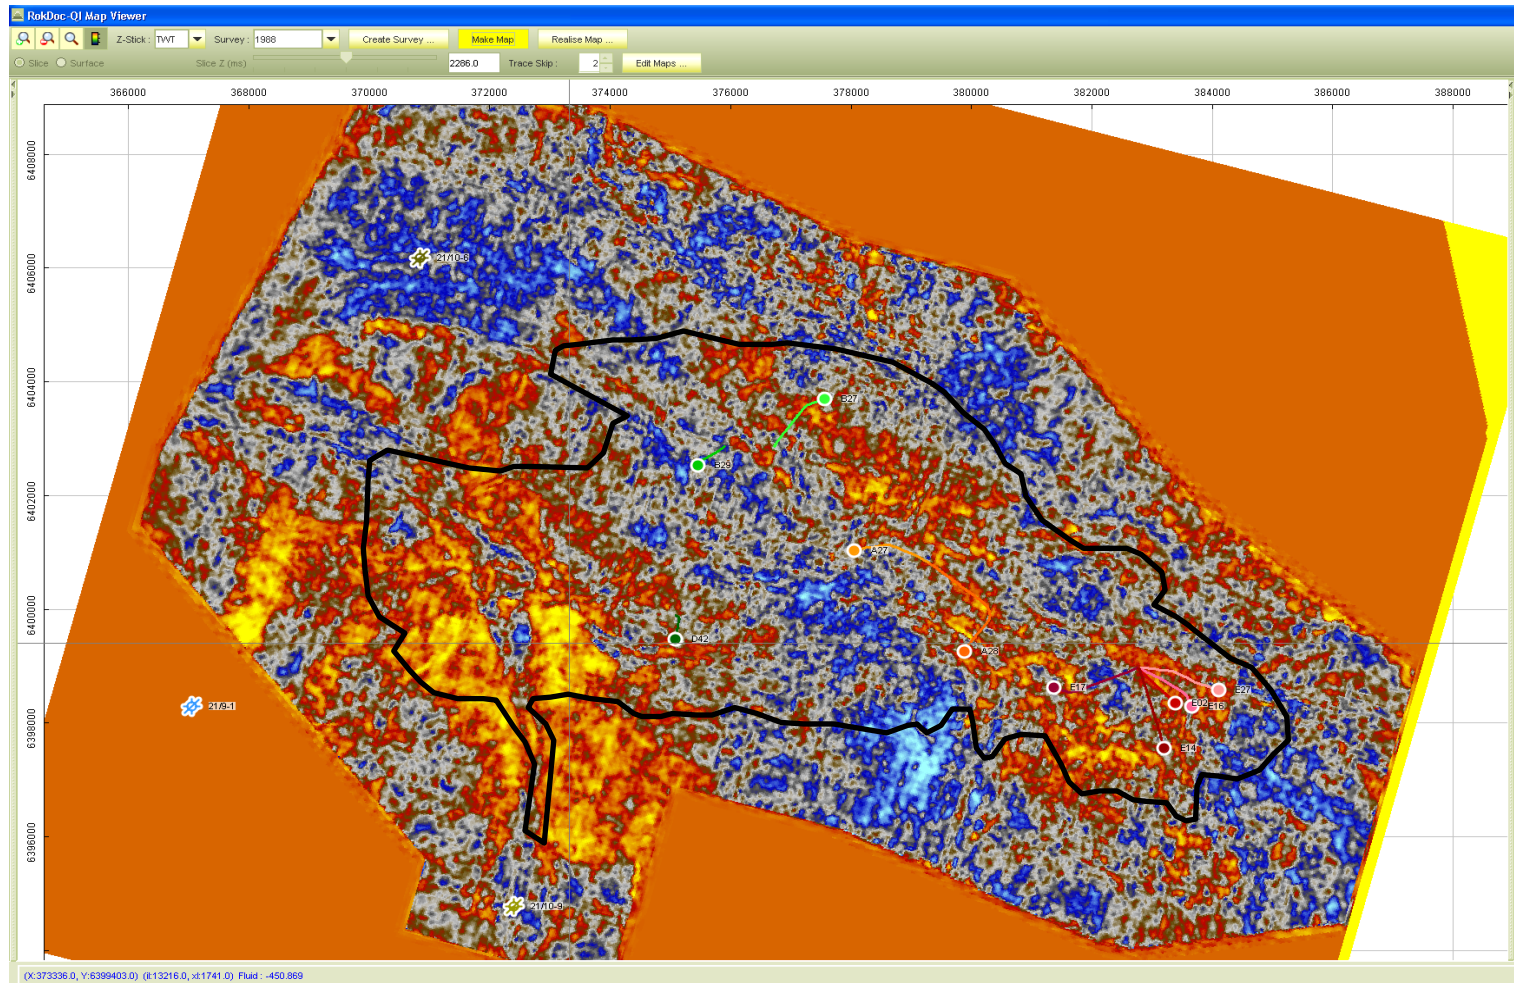 RokDoc-QI Map Viewer
Z-Stick : TWT Survey : 1988 Create Survey ... Make Map Realise Map ...
Slice Surface Slice Z (ms) 2286.0 Trace Skip : 2 Edit Maps ...
366000 368000 370000 372000 374000 376000 378000 380000 382000 384000 386000 388000
6408000
6406000
6404000
6402000
6400000
6398000
6396000
21/10-6
B27
B29
A27
D42
A28
E17
E27
E02 E16
21/9-1
E14
21/10-9
(X:373336.0, Y:6399403.0) (il:13216.0, xl:1741.0) Fluid : -450.869